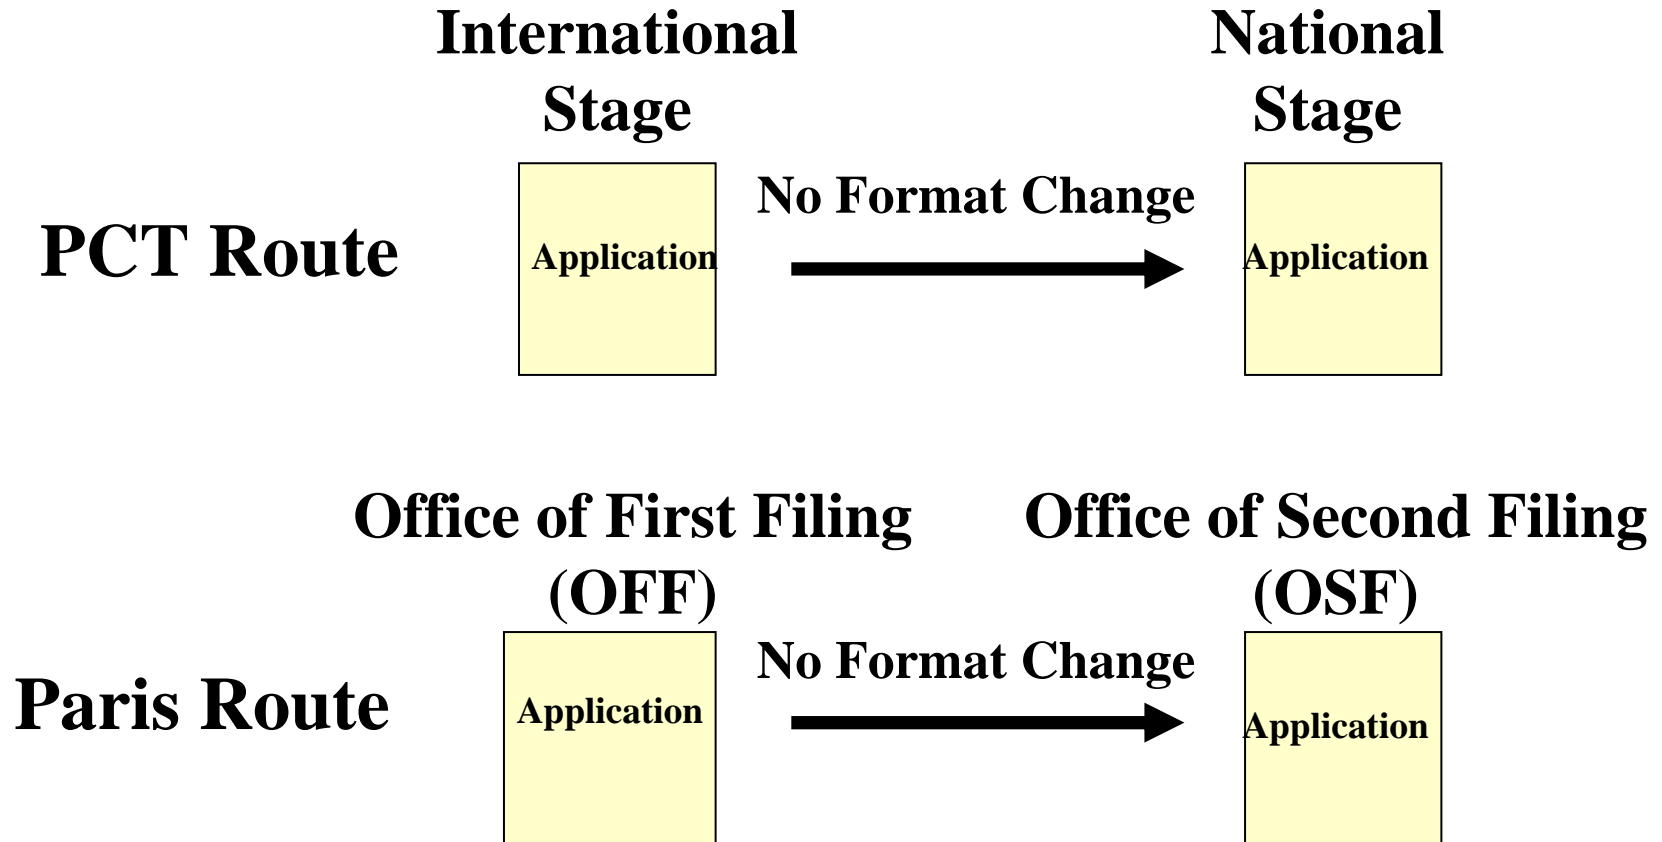 International
Stage
National
Stage
PCT Route
Application
No Format Change
Application
Office of First Filing
(OFF)
Office of Second Filing
(OSF)
Paris Route
Application
No Format Change
Application